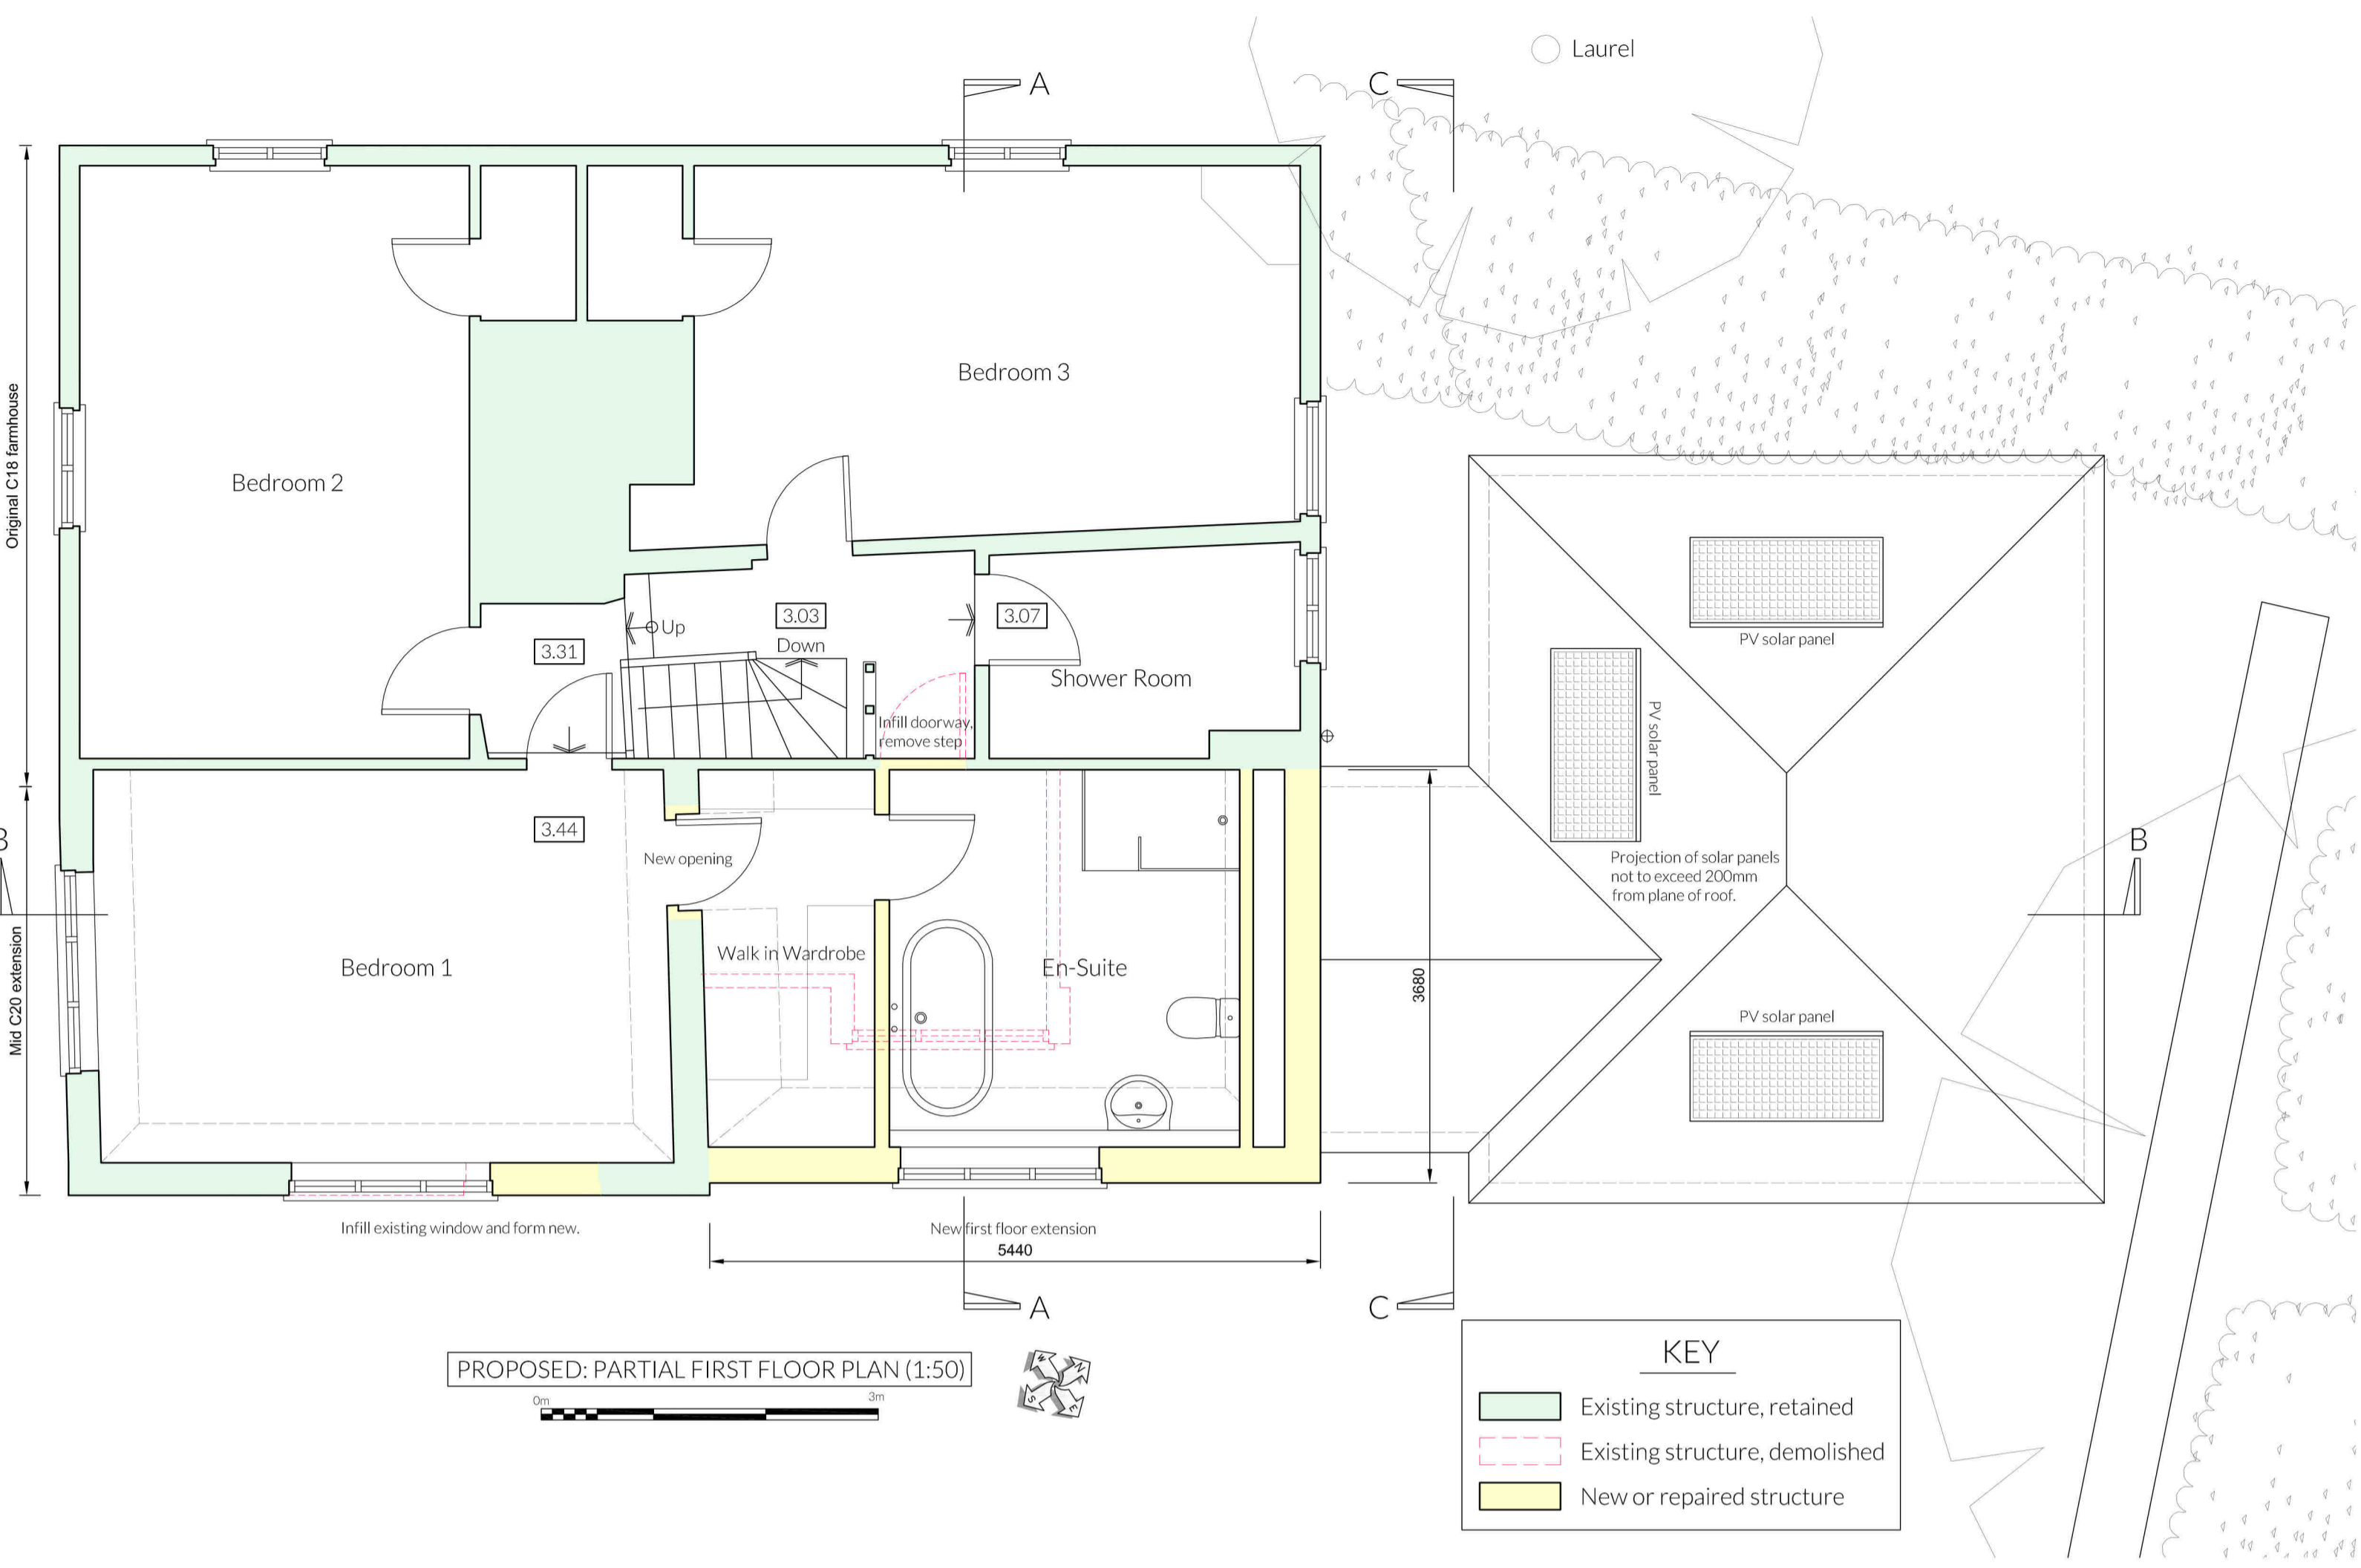 Laurel
A
C
Original C18 farmhouse
Bedroom 3
Bedroom 2
3.03
3.07
Up
Down
3.31
PV solar panel
Shower Room
Infill doorway,
remove step
PV solar panel
3.44
New opening
Projection of solar panels
not to exceed 200mm
from plane of roof.
B
B
Mid C20 extension
Walk in Wardrobe
Bedroom 1
En-Suite
3680
PV solar panel
Infill existing window and form new.
New first floor extension
5440
A
C
PROPOSED: PARTIAL FIRST FLOOR PLAN (1:50)
0m
3m
W
N
S
E
KEY
Existing structure, retained
Existing structure, demolished
New or repaired structure